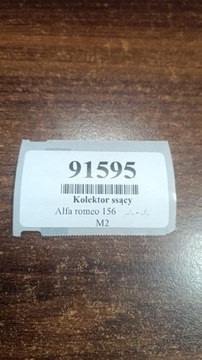 91595
Kolektor ssący
Alfa romeo 156 ./.. - ./..
M2